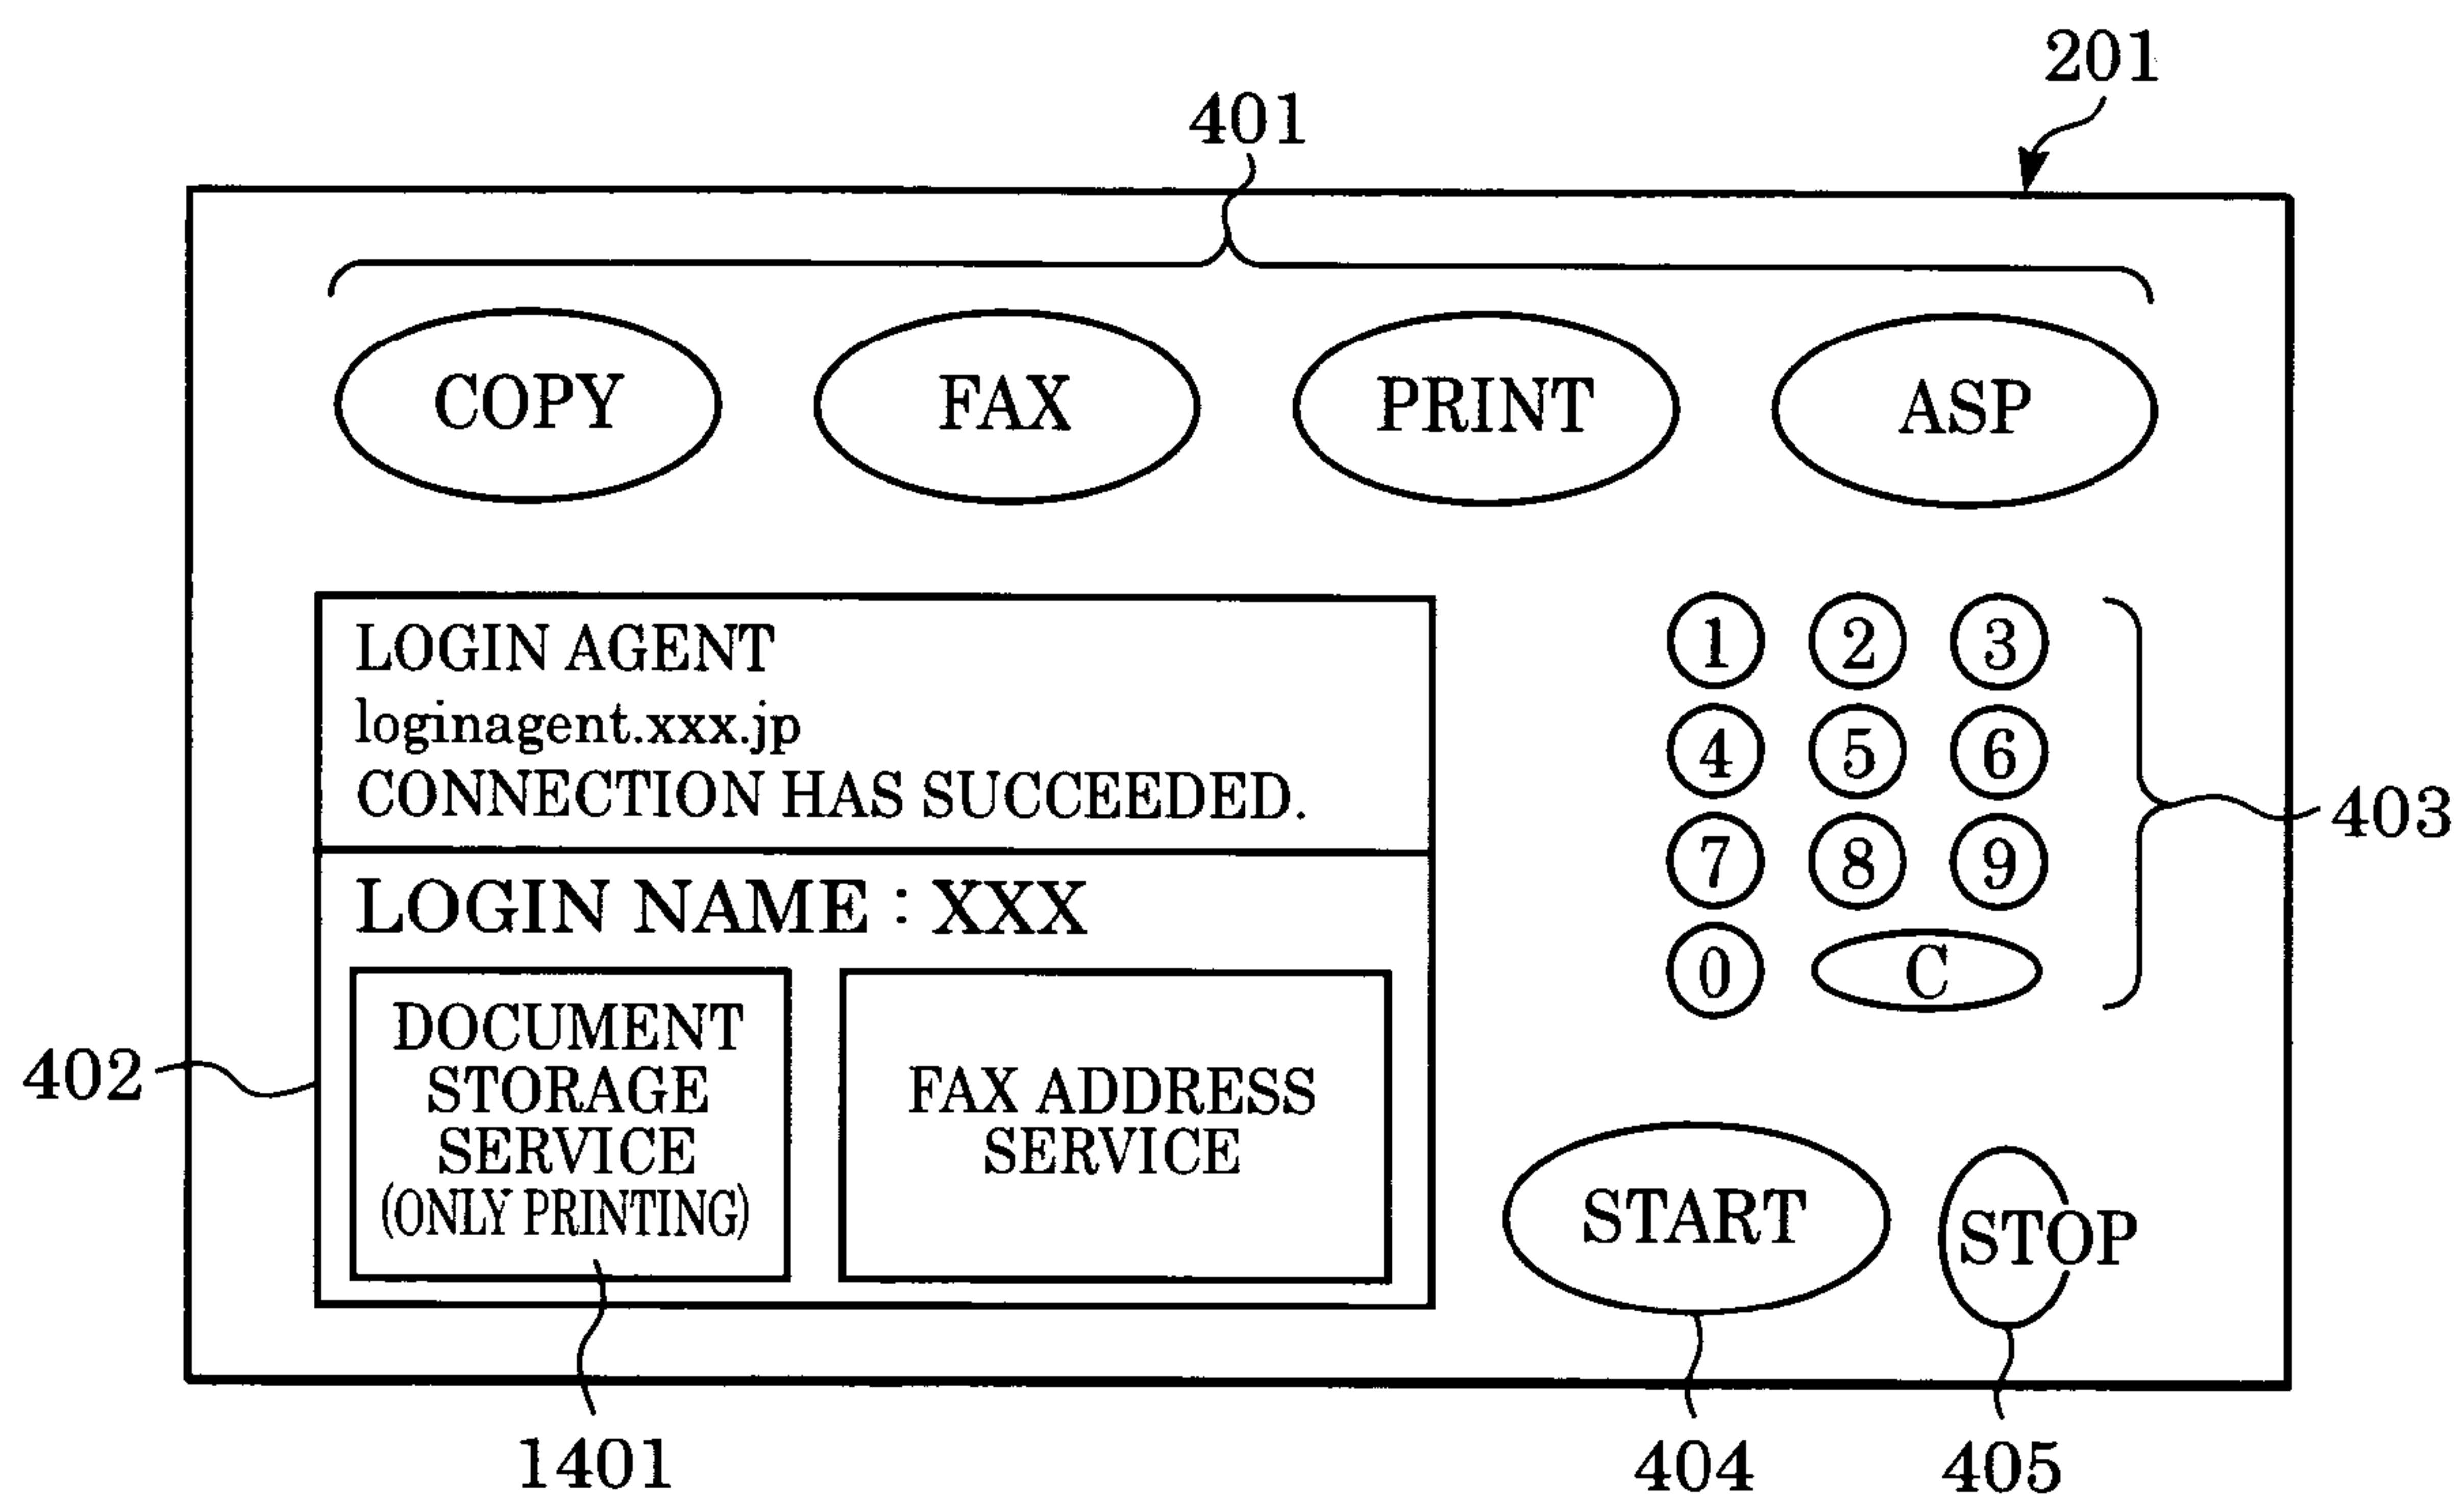 201
401
COPY FAX PRINT ASP
LOGIN AGENT
loginagent.xxx.jp
CONNECTION HAS SUCCEEDED.
LOGIN NAME : XXX
DOCUMENT
STORAGE
SERVICE
(ONLY PRINTING)
FAX ADDRESS
SERVICE
1 2 3
4 5 6
7 8 9
0 C
403
402
START
STOP
1401
404
405